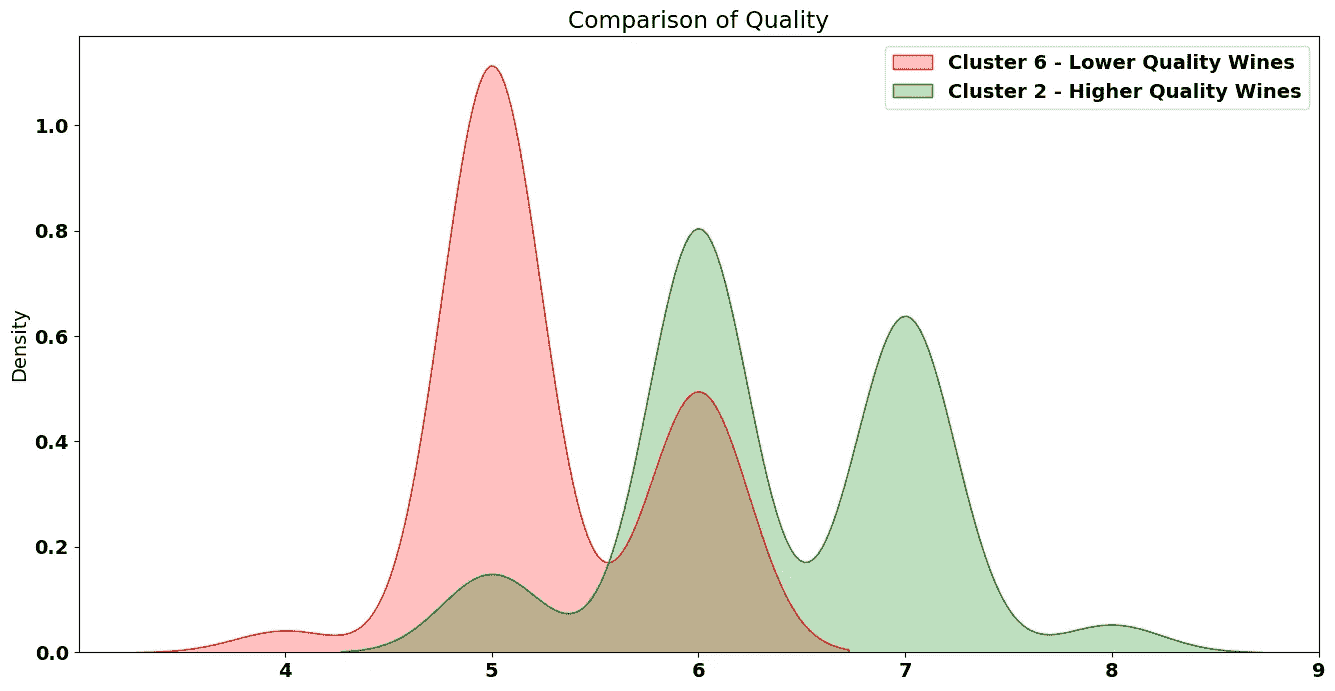 Comparison of Quality
Cluster 6 - Lower Quality Wines
Cluster 2 - Higher Quality Wines
Density
1.0
0.8
0.6
0.4
0.2
0.0
4 5 6 7 8 9